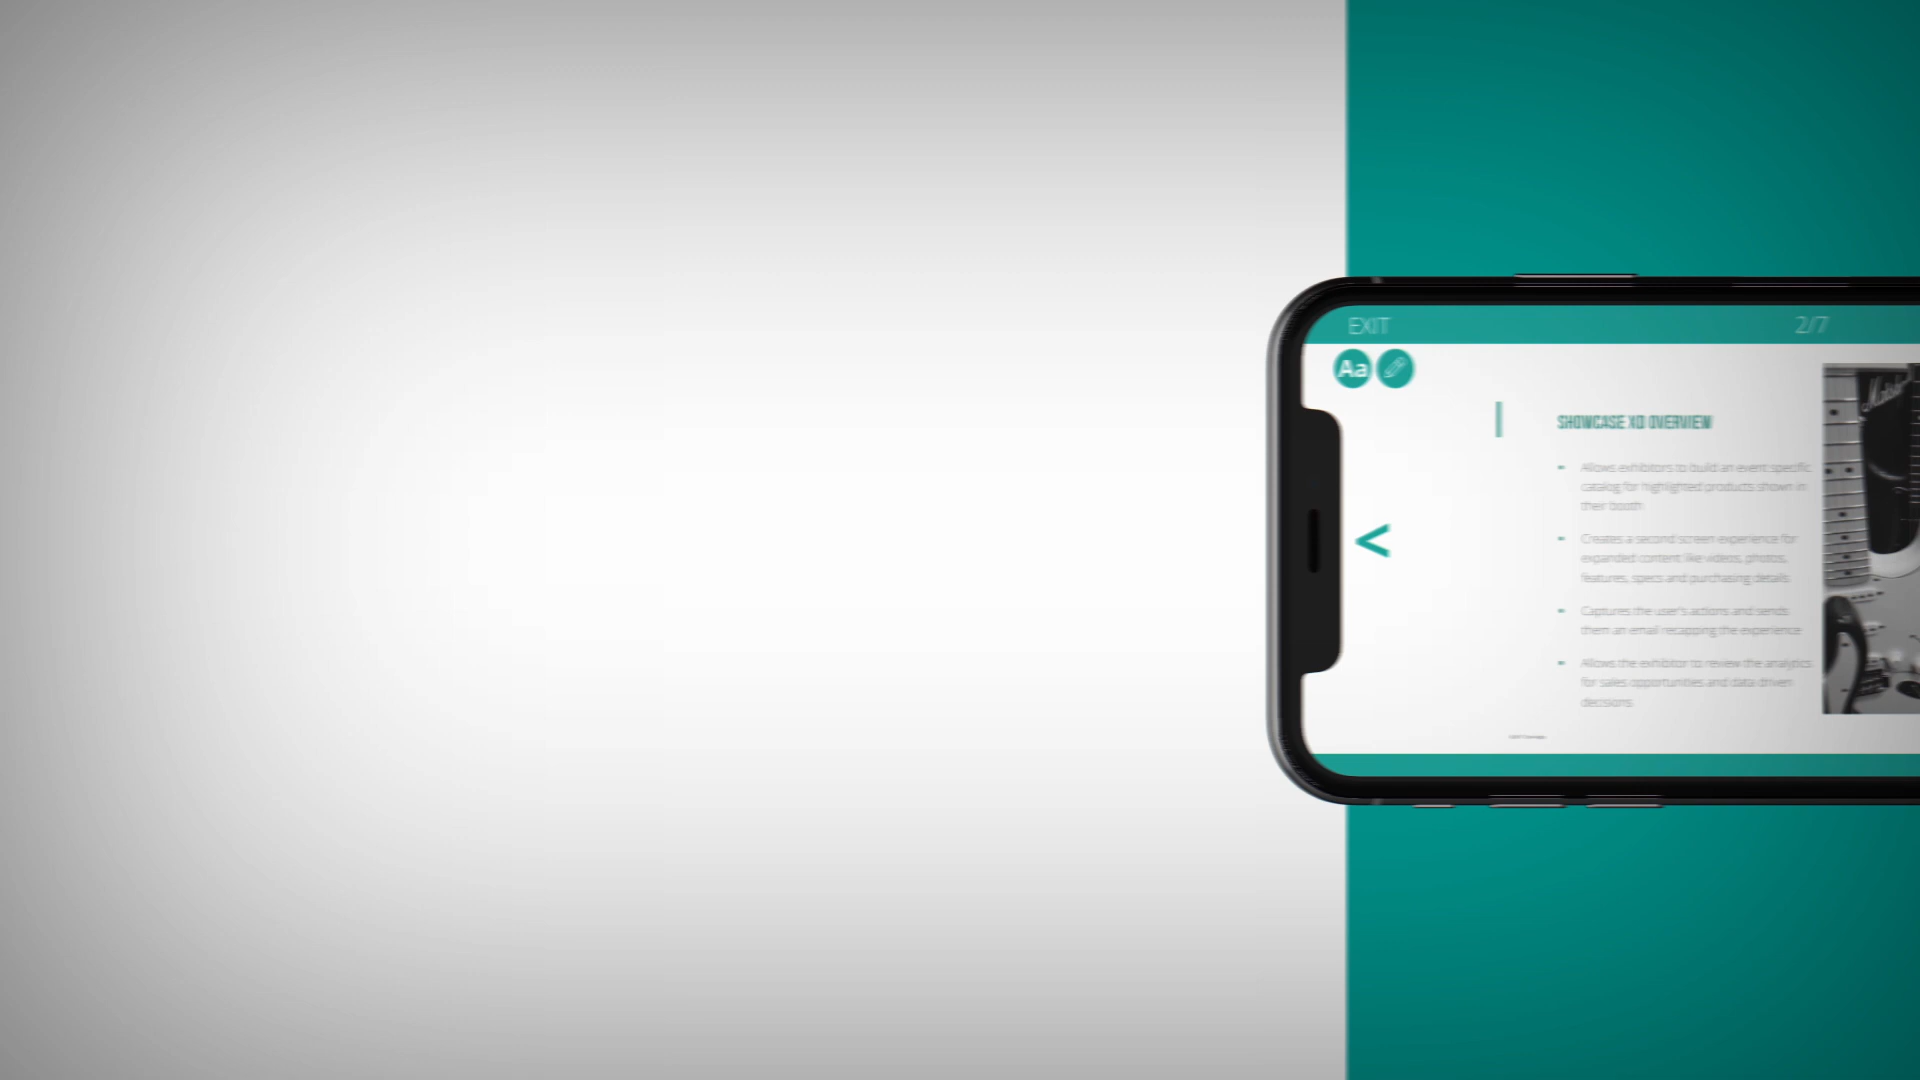 EXIT
2/7
Aa
SHOWCASE XD OVERVIEW
Allows exhibitors to build an event specific
catalog for highlighted products shown in
their booth
Creates a second screen experience for
expanded content like videos, photos,
features, specs and purchasing details
Captures the user's actions and sends
them an email recapping the experience
Allows the exhibitor to review the analytics
for sales opportunities and data driven
decisions